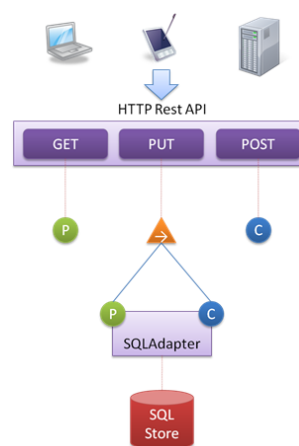 HTTP Rest API
GET PUT POST
P C
P C
SQLAdapter
SQL
Store